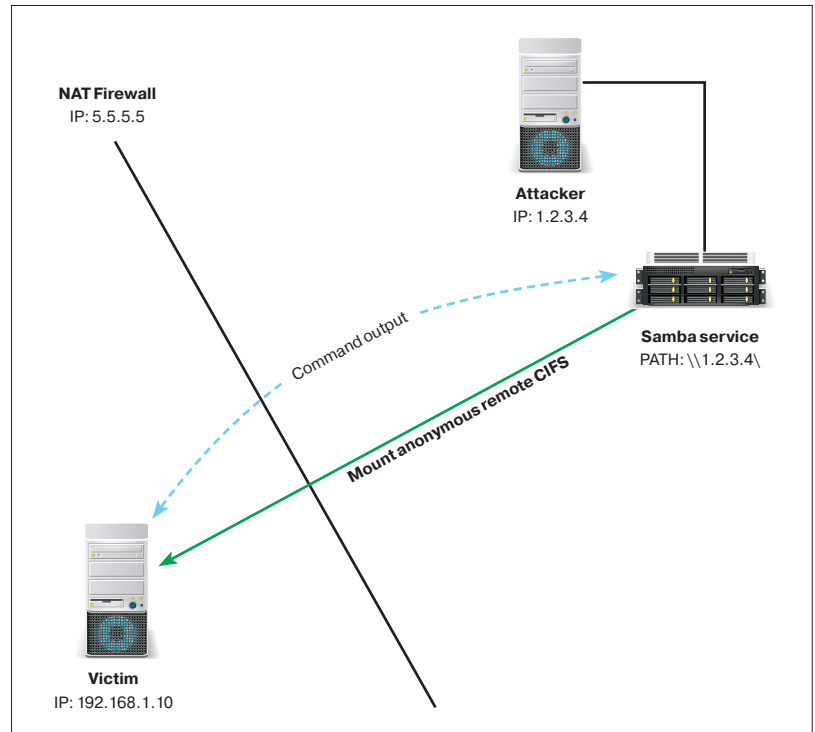 NAT Firewall
IP: 5.5.5.5
Attacker
IP: 1.2.3.4
Samba service
PATH: \\1.2.3.4\
Command output
Mount anonymous remote CIFS
Victim
IP: 192.168.1.10